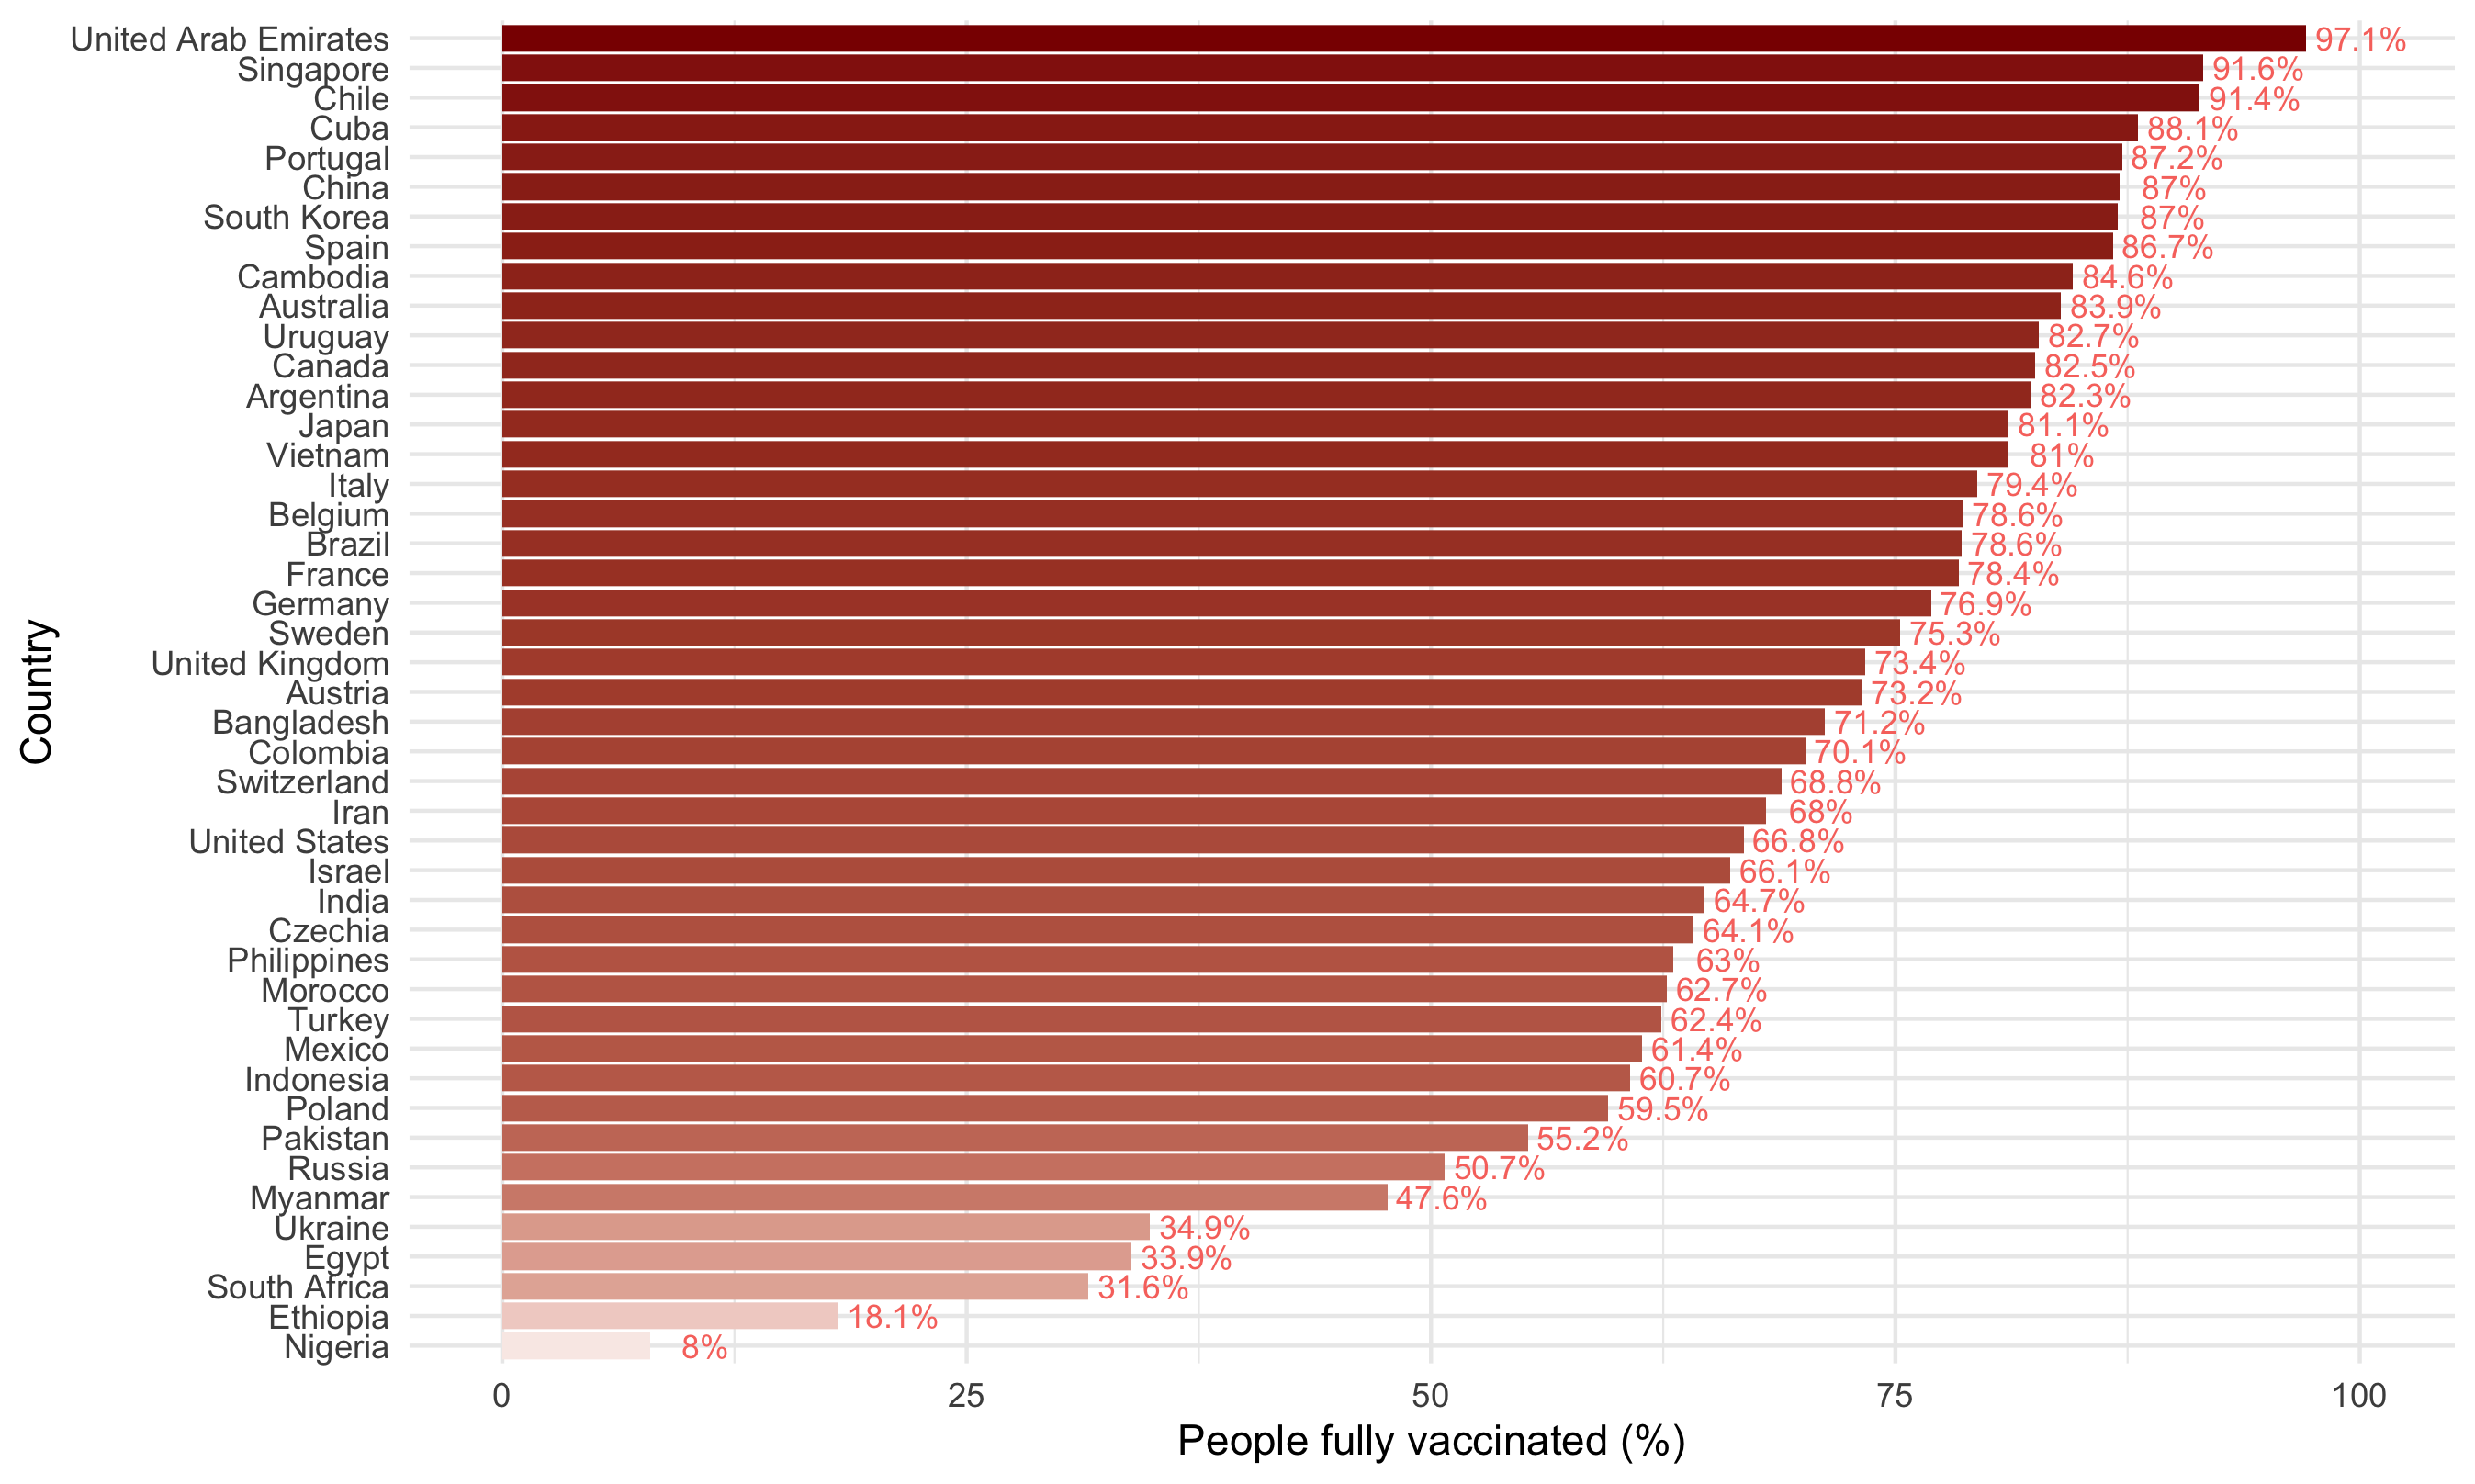 United Arab Emirates 97.1%
Singapore 91.6%
Chile 91.4%
Cuba 88.1%
Portugal 87.2%
China 87%
South Korea 87%
Spain 86.7%
Cambodia 84.6%
Australia 83.9%
Uruguay 82.7%
Canada 82.5%
Argentina 82.3%
Japan 81.1%
Vietnam 81%
Italy 79.4%
Belgium 78.6%
Brazil 78.6%
France 78.4%
Germany 76.9%
Sweden 75.3%
United Kingdom 73.4%
Austria 73.2%
Bangladesh 71.2%
Colombia 70.1%
Switzerland 68.8%
Iran 68%
United States 66.8%
Israel 66.1%
India 64.7%
Czechia 64.1%
Philippines 63%
Morocco 62.7%
Turkey 62.4%
Mexico 61.4%
Indonesia 60.7%
Poland 59.5%
Pakistan 55.2%
Russia 50.7%
Myanmar 47.6%
Ukraine 34.9%
Egypt 33.9%
South Africa 31.6%
Ethiopia 18.1%
Nigeria 8%
Country
0 25 50 75 100
People fully vaccinated (%)